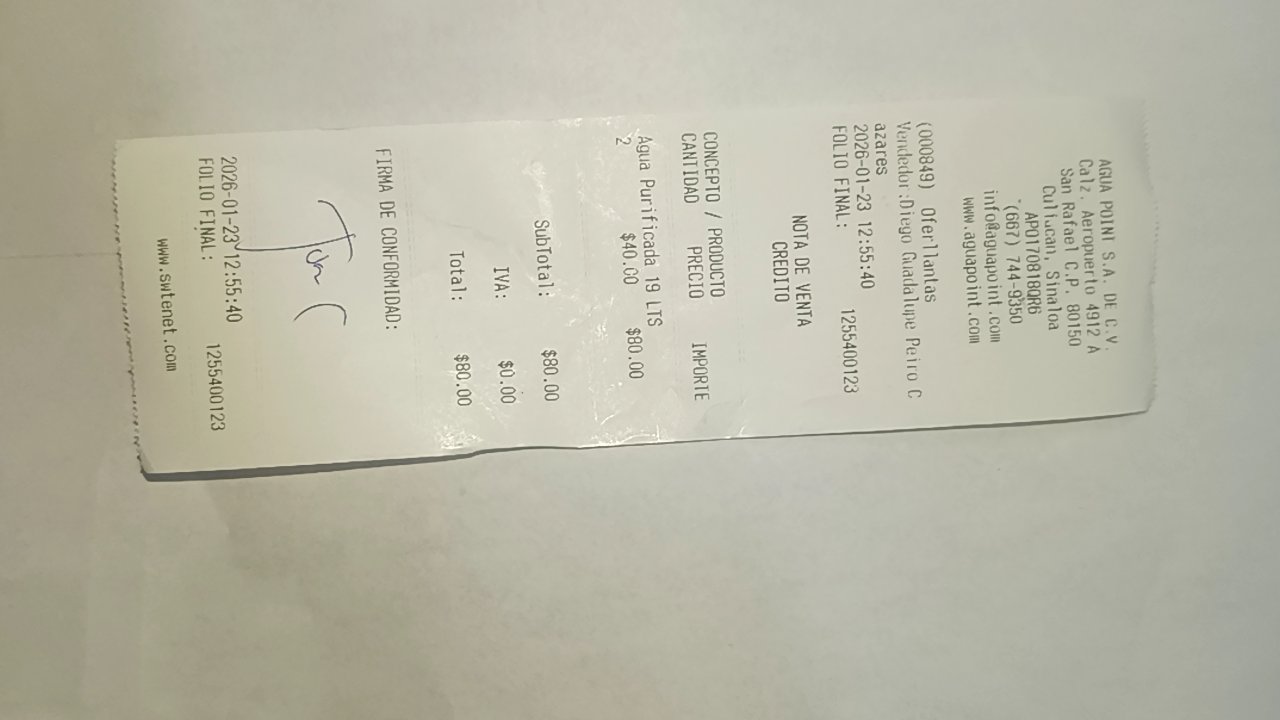 AGUA POINT S.A. DE C.V.
Calz. Aeropuerto 4912 A
San Rafael C.P. 80150
Culiacan, Sinaloa
APO1708180R6
(667) 744-9350
info@aguapoint.com
www.aguapoint.com
(000849) Oferllantas
Vendedor:Diego Guadalupe Peiro C
azares
2026-01-23 12:55:40
FOLIO FINAL: 1255400123
NOTA DE VENTA
CREDITO
CONCEPTO / PRODUCTO
CANTIDAD PRECIO IMPORTE
Agua Purificada 19 LTS
2 $40.00 $80.00
SubTotal: $80.00
IVA: $0.00
Total: $80.00
FIRMA DE CONFORMIDAD:
2026-01-23 12:55:40
FOLIO FINAL: 1255400123
www.swtenet.com